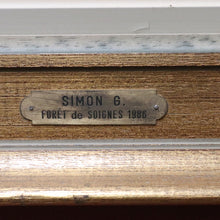 SIMON G.
FORÊT de SOIGNES 1986